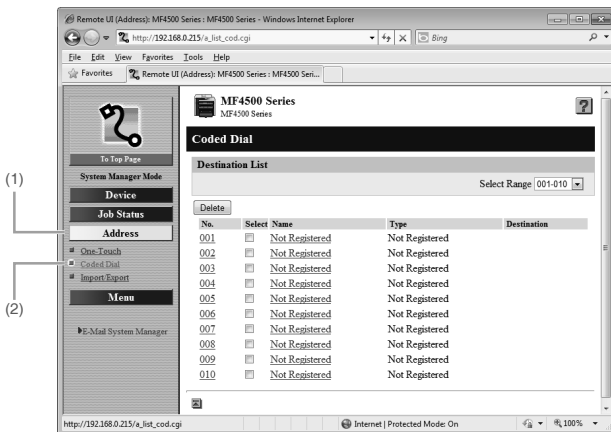 Remote UI (Address): MF4500 Series : MF4500 Series - Windows Internet Explorer
http://192.168.0.215/a_list_cod.cgi
Bing
File Edit View Favorites Tools Help
Favorites Remote UI (Address): MF4500 Series : MF4500 Seri...
MF4500 Series
MF4500 Series
To Top Page
System Manager Mode
Device
Job Status
(1)
Address
One-Touch
Coded Dial
(2)
Import/Export
Menu
E-Mail System Manager
Coded Dial
Destination List
Select Range 001-010
Delete
No. Select Name Type Destination
001 Not Registered Not Registered
002 Not Registered Not Registered
003 Not Registered Not Registered
004 Not Registered Not Registered
005 Not Registered Not Registered
006 Not Registered Not Registered
007 Not Registered Not Registered
008 Not Registered Not Registered
009 Not Registered Not Registered
010 Not Registered Not Registered
http://192.168.0.215/a_list_cod.cgi Internet | Protected Mode: On 100%